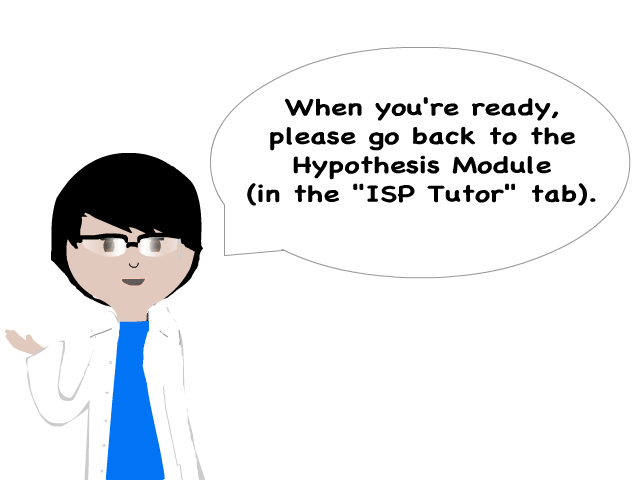 When you're ready,
please go back to the
Hypothesis Module
(in the "ISP Tutor" tab).